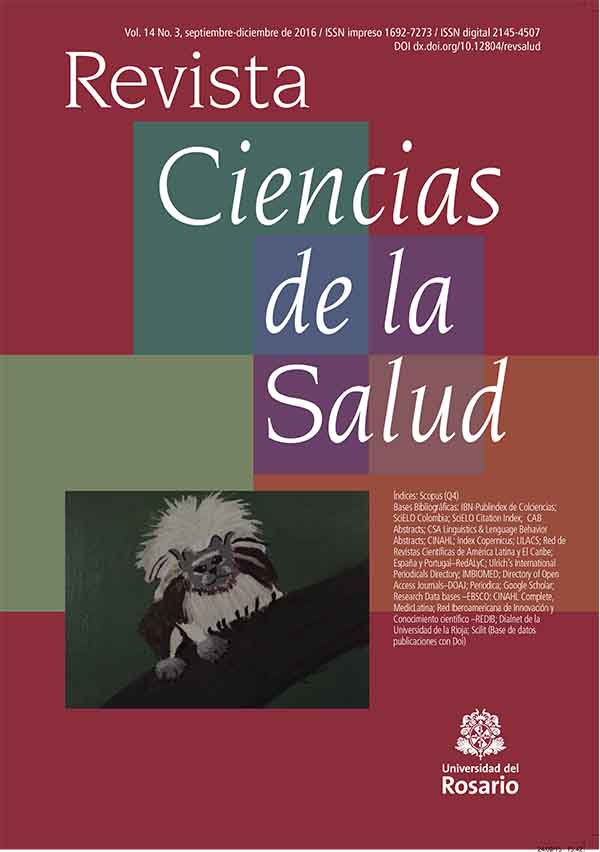 Vol. 14 No. 3, septiembre-diciembre de 2016 / ISSN impreso 1692-7273 / ISSN digital 2145-4507
DOI dx.doi.org/10.12804/revsalud
Revista
Ciencias
de la
Salud
Índices: Scopus (Q4)
Bases Bibliográficas: IBN-Publindex de Colciencias;
SciELO Colombia; SciELO Citation Index, CAB
Abstracts; CSA Linguistics & Lenguage Behavior
Abstracts; CINAHL; Index Copernicus; LILACS; Red de
Revistas Científicas de América Latina y El Caribe;
España y Portugal–RedALyC; Ulrich's International
Periodicals Directory; IMBIOMED; Directory of Open
Access Journals–DOAJ; Periodica; Google Scholar;
Research Data bases –EBSCO: CINAHL Complete,
MedicLatina; Red Iberoamericana de Innovación y
Conocimiento científico –REDIB; Dialnet de la
Universidad de la Rioja; Scilit (Base de datos
publicaciones con Doi)
Universidad del
Rosario